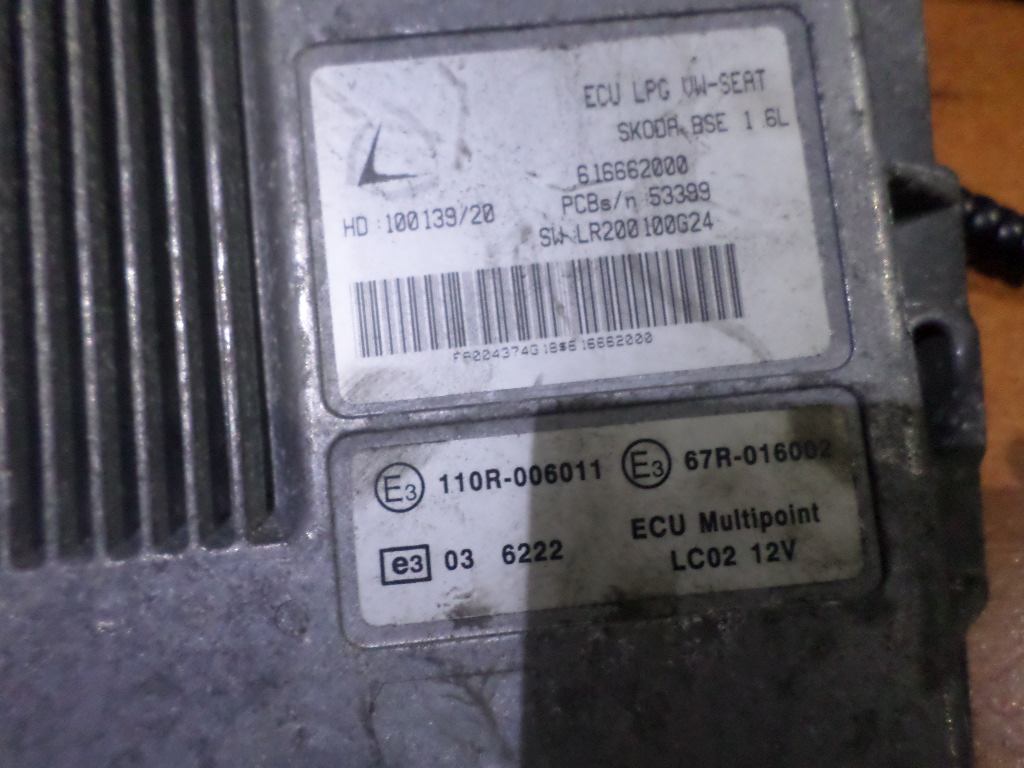 ECU LPG VW-SEAT
SKODA BSE 1.6L
616662000
HD:100139/20 PCBs/n 53399
SW:LR200100G24
E3 110R-006011 E3 67R-016002
ECU Multipoint
e3 03 6222 LC02 12V